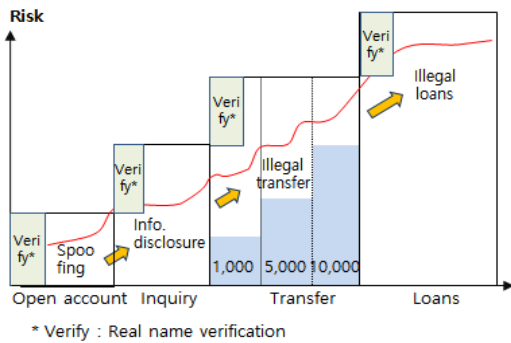 Risk
Veri
fy*
Illegal
loans
Veri
fy*
Veri
fy*
Illegal
transfer
Info.
disclosure
Veri
fy*
Spoo
fing
1,000 5,000 10,000
Open account Inquiry Transfer Loans
* Verify : Real name verification